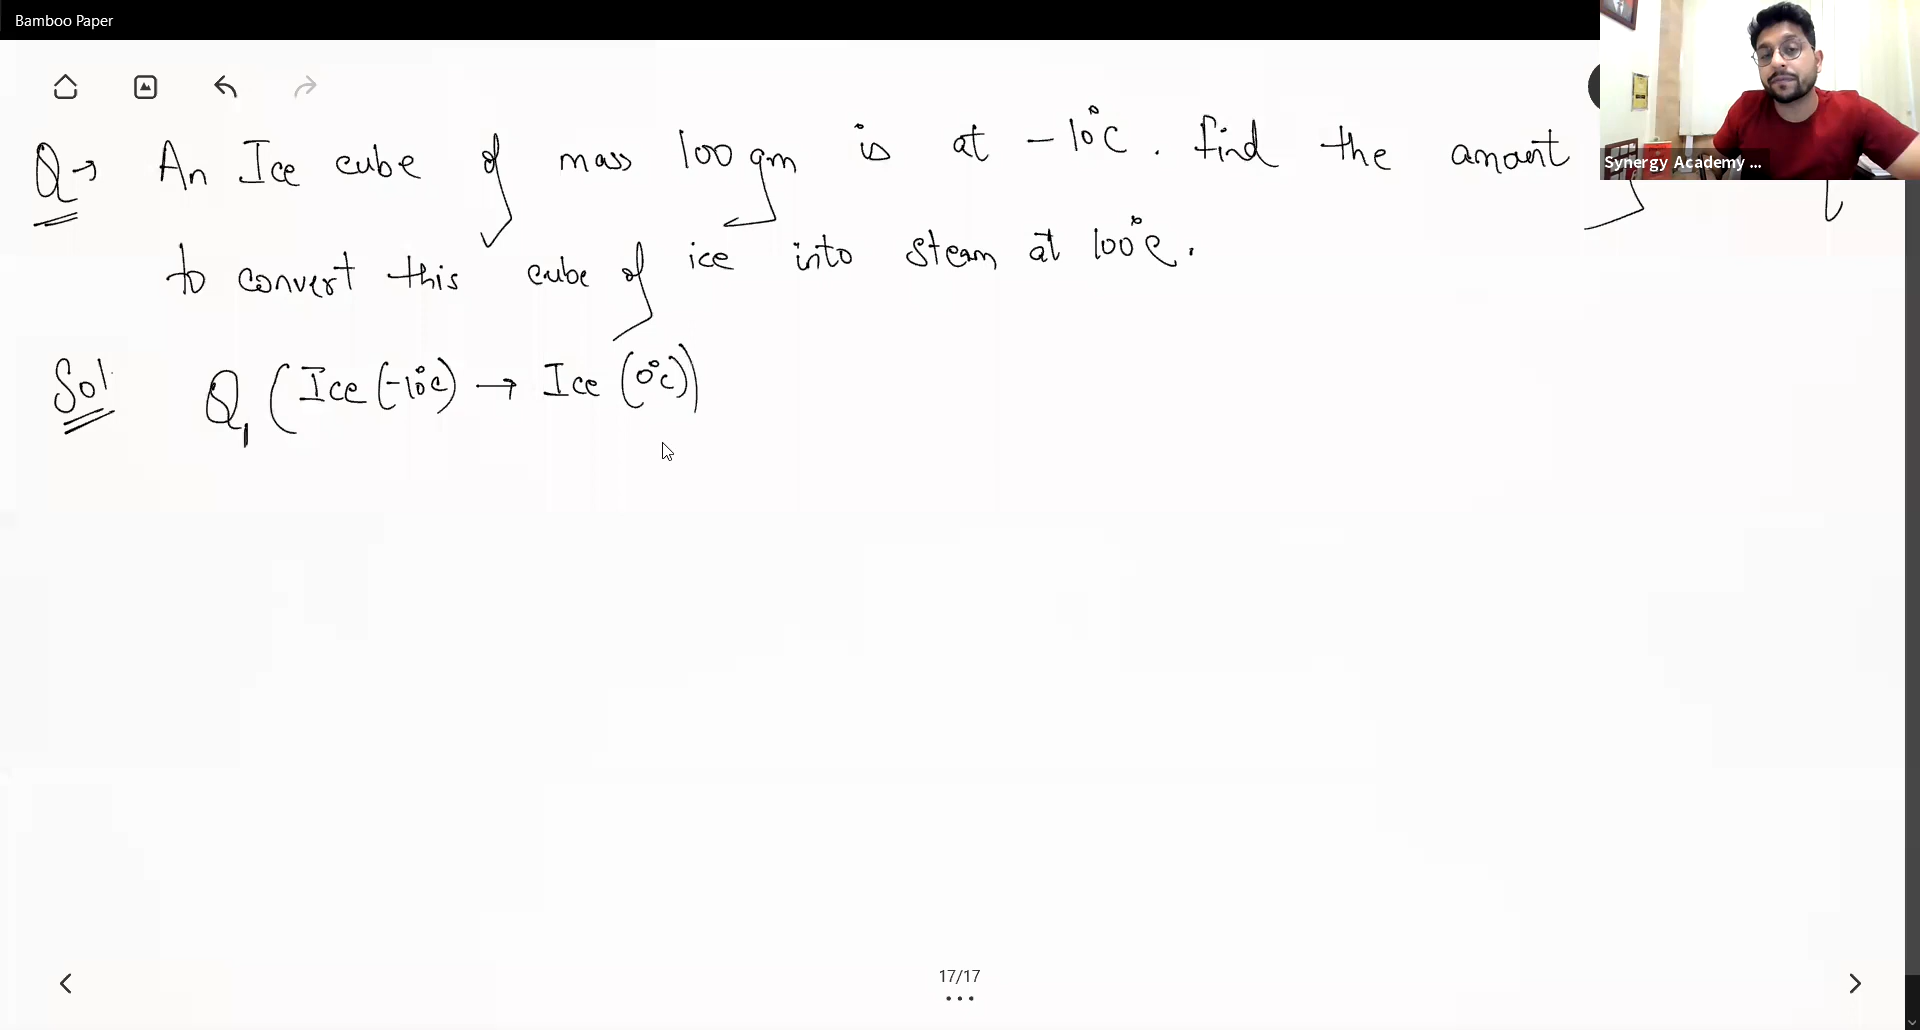 Bamboo Paper
Synergy Academy ...
Q→ An Ice cube of mass 100 gm is at -10°C. Find the amount
to convert this cube of ice into steam at 100°C.
Sol. Q₁ (Ice (-10°C) → Ice (0°C))
17/17